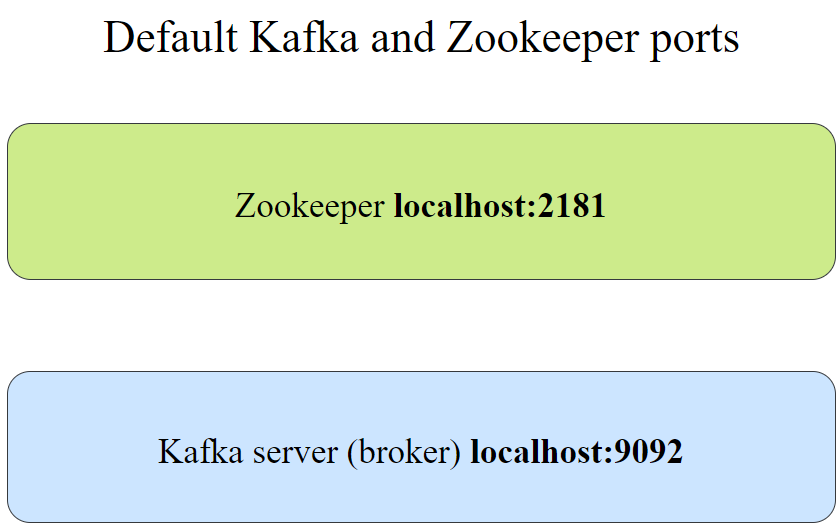 Default Kafka and Zookeeper ports
Zookeeper localhost:2181
Kafka server (broker) localhost:9092